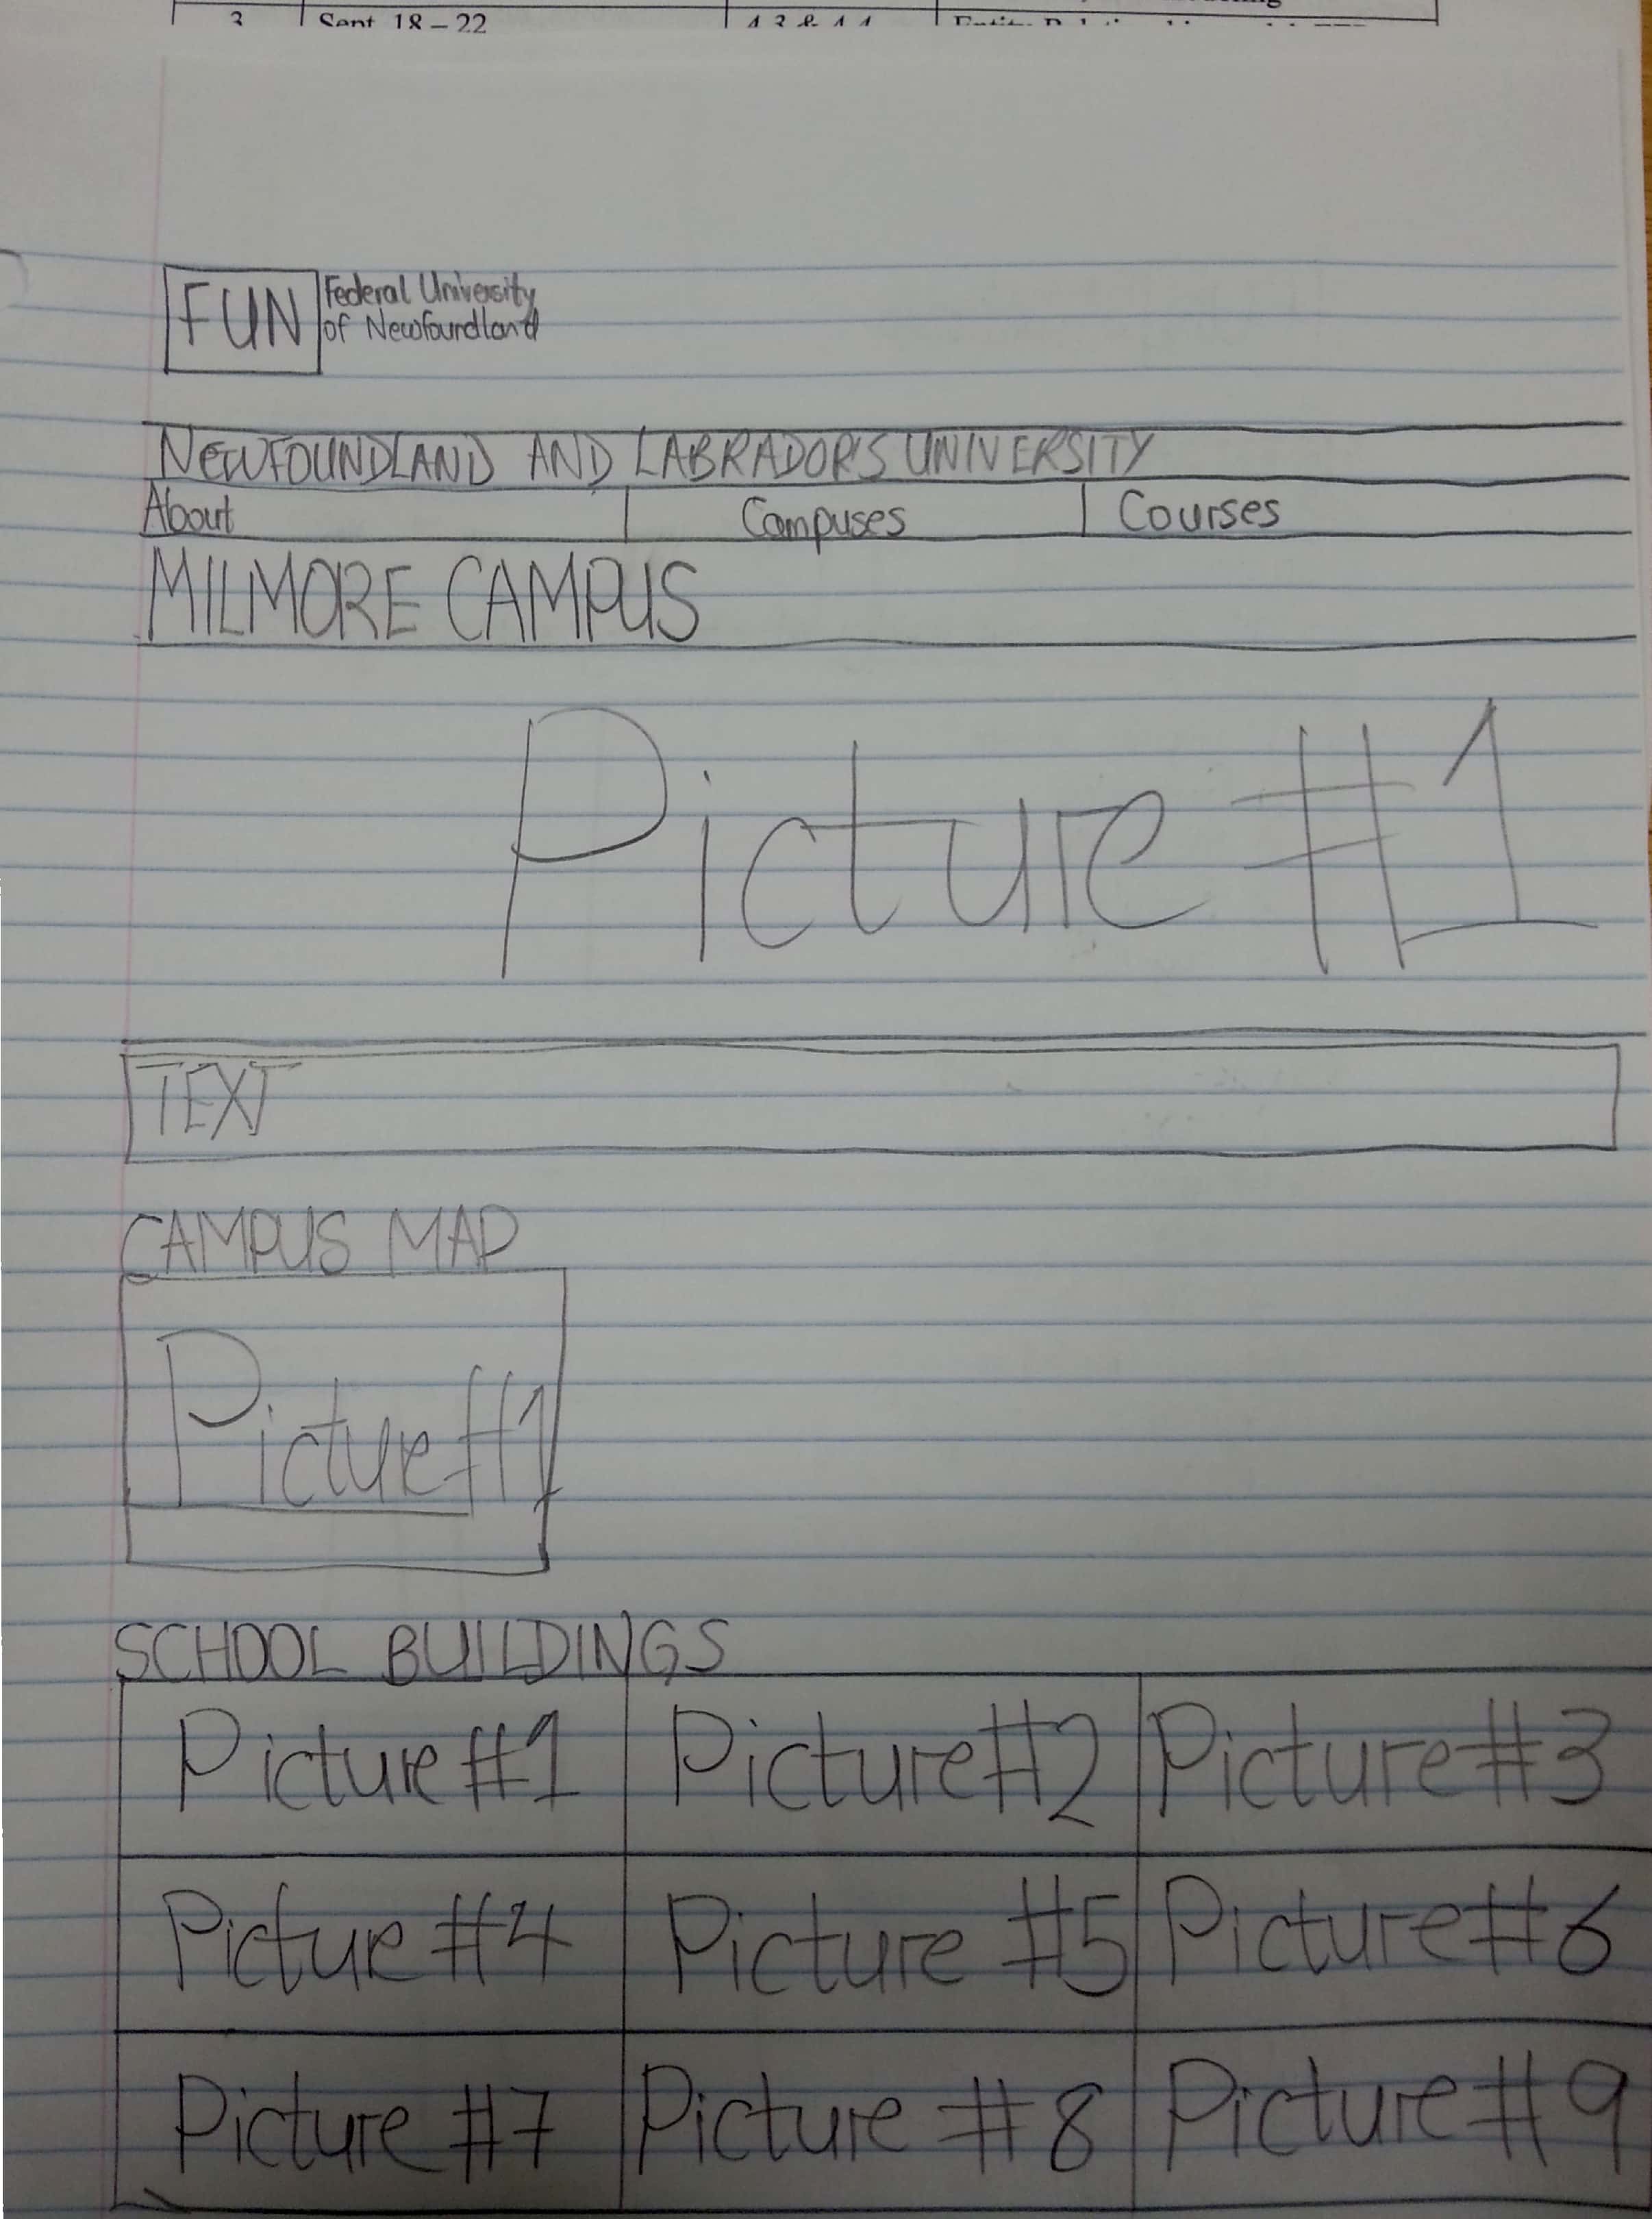 3 Sept. 18 – 22 4.3 & 4.4
FUN Federal University
of Newfoundland
NEWFOUNDLAND AND LABRADOR'S UNIVERSITY
About Campuses Courses
MILMORE CAMPUS
Picture #1
TEXT
CAMPUS MAP
Picture #1
SCHOOL BUILDINGS
Picture #1 Picture #2 Picture #3
Pictue #4 Picture #5 Picture #6
Picture #7 Picture #8 Picture #9